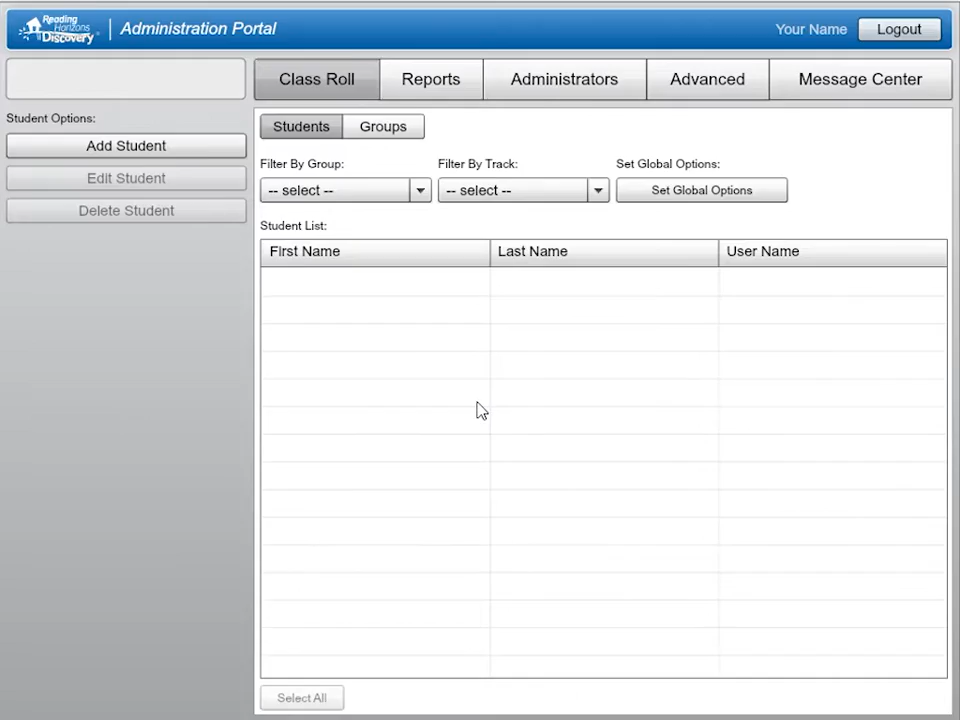 Reading Horizons Discovery
Administration Portal
Your Name
Logout
Class Roll
Reports
Administrators
Advanced
Message Center
Student Options:
Add Student
Edit Student
Delete Student
Students
Groups
Filter By Group:
Filter By Track:
Set Global Options:
-- select --
-- select --
Set Global Options
Student List:
First Name
Last Name
User Name
Select All